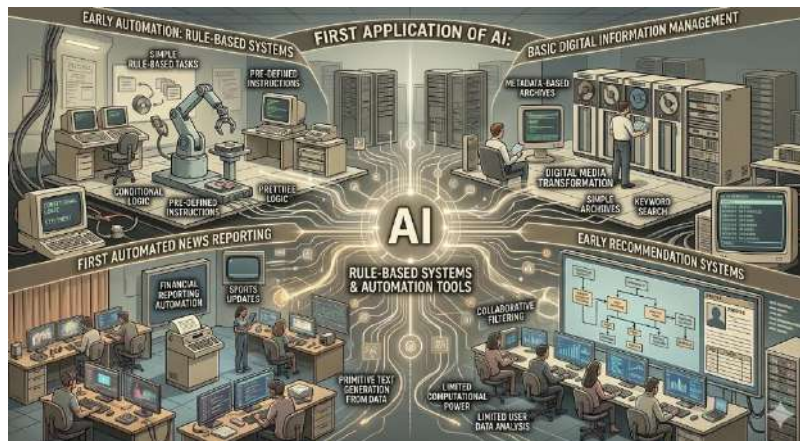 EARLY AUTOMATION: RULE-BASED SYSTEMS
FIRST APPLICATION OF AI:
BASIC DIGITAL INFORMATION MANAGEMENT
SIMPLE
RULE-BASED TASKS
PRE-DEFINED
INSTRUCTIONS
CONDITIONAL
LOGIC
PRE-DEFINED
INSTRUCTIONS
PRETTIEE
LOGIC
METADATA-BASED
ARCHIVES
DIGITAL MEDIA
TRANSFORMATION
SIMPLE
ARCHIVES
KEYWORD
SEARCH
AI
RULE-BASED SYSTEMS
& AUTOMATION TOOLS
FIRST AUTOMATED NEWS REPORTING
FINANCIAL
REPORTING
AUTOMATION
SPORTS
UPDATES
PRIMITIVE TEXT
GENERATION
FROM DATA
EARLY RECOMMENDATION SYSTEMS
COLLABORATIVE
FILTERING
LIMITED
COMPUTATIONAL
POWER
LIMITED USER
DATA ANALYSIS